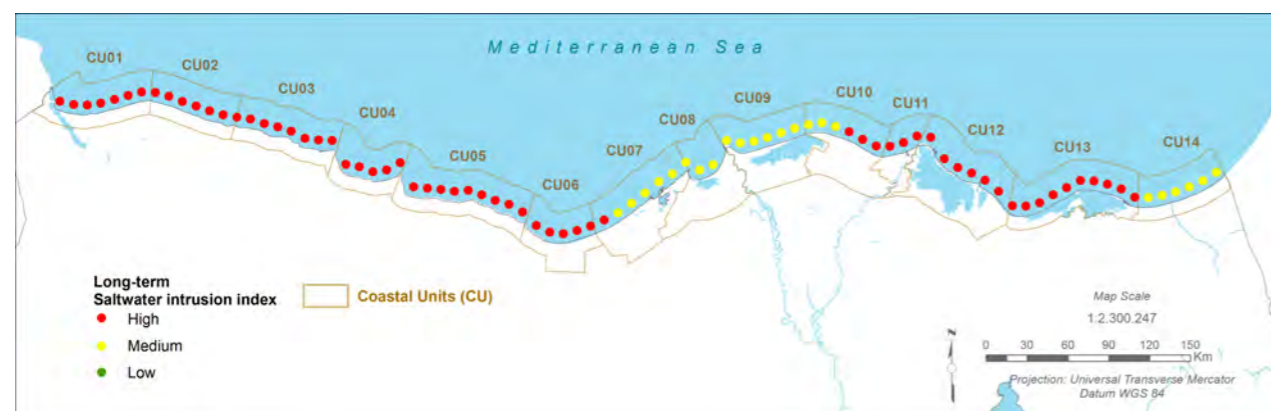 Mediterranean Sea
CU01
CU02
CU03
CU04
CU05
CU06
CU07
CU08
CU09
CU10
CU11
CU12
CU13
CU14
Long-term
Saltwater intrusion index
High
Medium
Low
Coastal Units (CU)
Map Scale
1:2.300.247
N
0 30 60 90 120 150
Km
Projection: Universal Transverse Mercator
Datum WGS 84